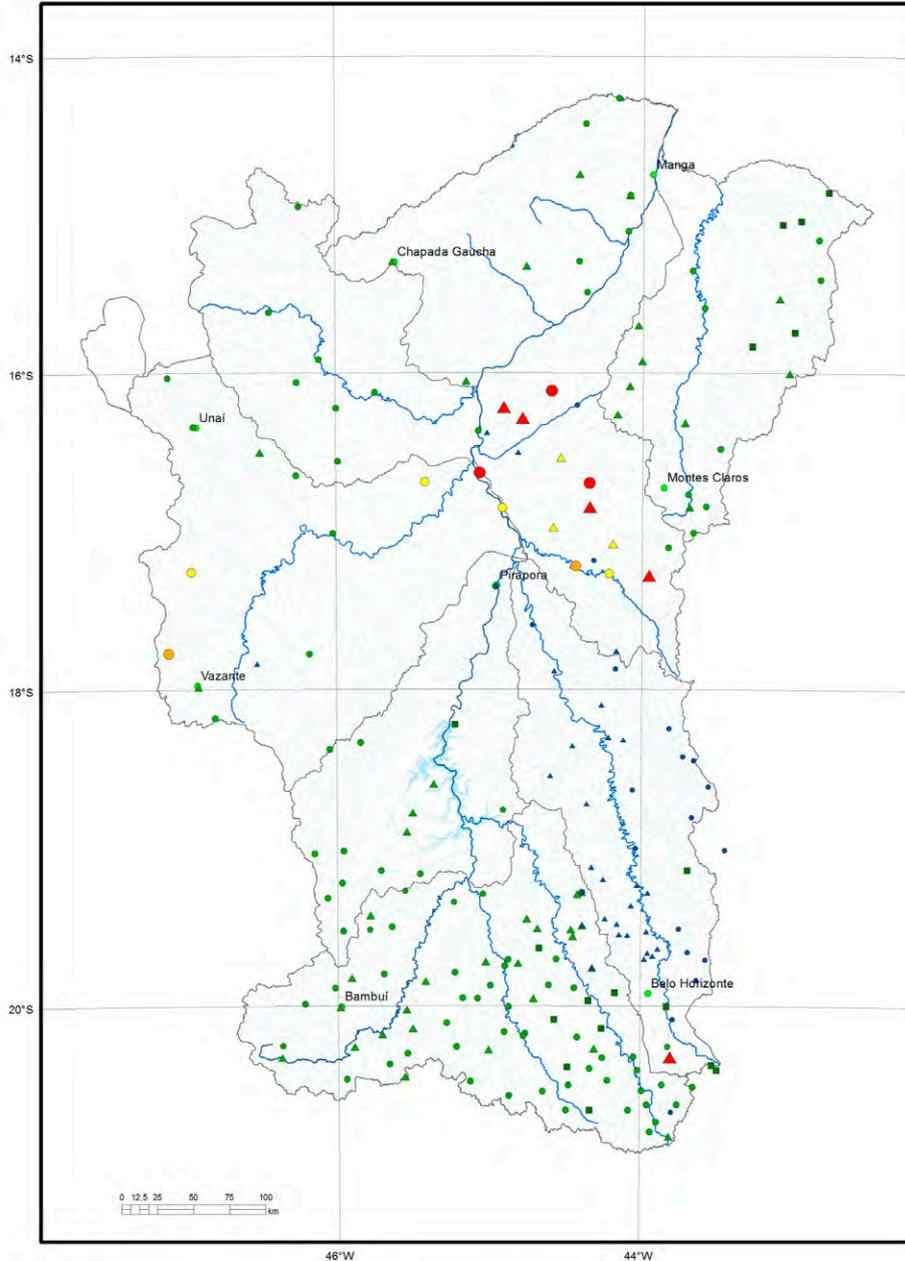 14°S
Manga
Chapada Gaúcha
16°S
Unaí
Montes Claros
Pirapora
18°S
Vazante
Belo Horizonte
20°S
Bambuí
0 12,5 25 50 75 100
km
46°W 44°W